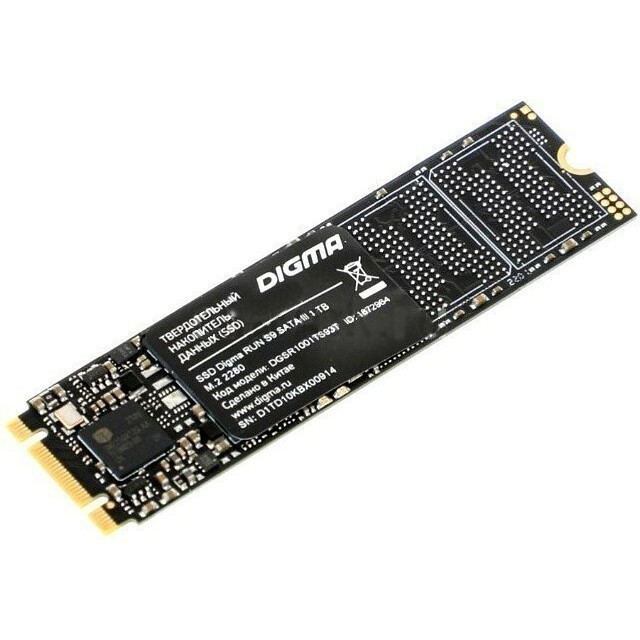 DIGMA
ТВЕРДОТЕЛЬНЫЙ
НАКОПИТЕЛЬ
ДАННЫХ (SSD)
SSD Digma RUN S9 SATA III 1 TB
M.2 2280
Код модели: DGSR1001TS93T ID: 1872964
Сделано в Китае
www.digma.ru
SN: D1TD10KBX00914